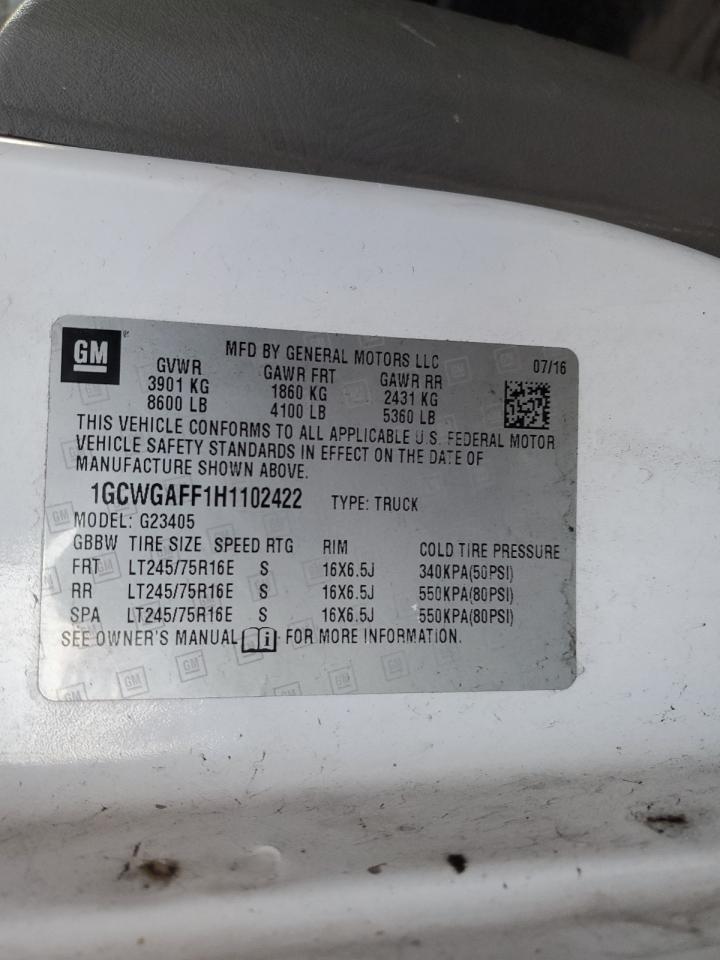 GM
MFD BY GENERAL MOTORS LLC 07/16
GVWR GAWR FRT GAWR RR
3901 KG 1860 KG 2431 KG
8600 LB 4100 LB 5360 LB
THIS VEHICLE CONFORMS TO ALL APPLICABLE U.S. FEDERAL MOTOR
VEHICLE SAFETY STANDARDS IN EFFECT ON THE DATE OF
MANUFACTURE SHOWN ABOVE.
1GCWGAFF1H1102422 TYPE: TRUCK
MODEL: G23405
GBBW TIRE SIZE SPEED RTG RIM COLD TIRE PRESSURE
FRT LT245/75R16E S 16X6.5J 340KPA(50PSI)
RR LT245/75R16E S 16X6.5J 550KPA(80PSI)
SPA LT245/75R16E S 16X6.5J 550KPA(80PSI)
SEE OWNER'S MANUAL i FOR MORE INFORMATION.